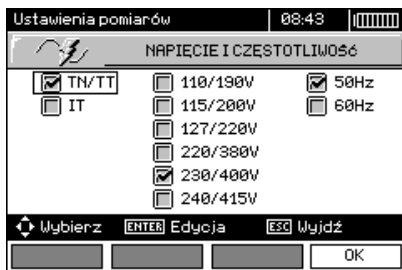 Ustawienia pomiarów 08:43
NAPIĘCIE I CZĘSTOTLIWOŚĆ
TN/TT 110/190V 50Hz
IT 115/200V 60Hz
127/220V
220/380V
230/400V
240/415V
Wybierz ENTER Edycja ESC Wyjdź
OK